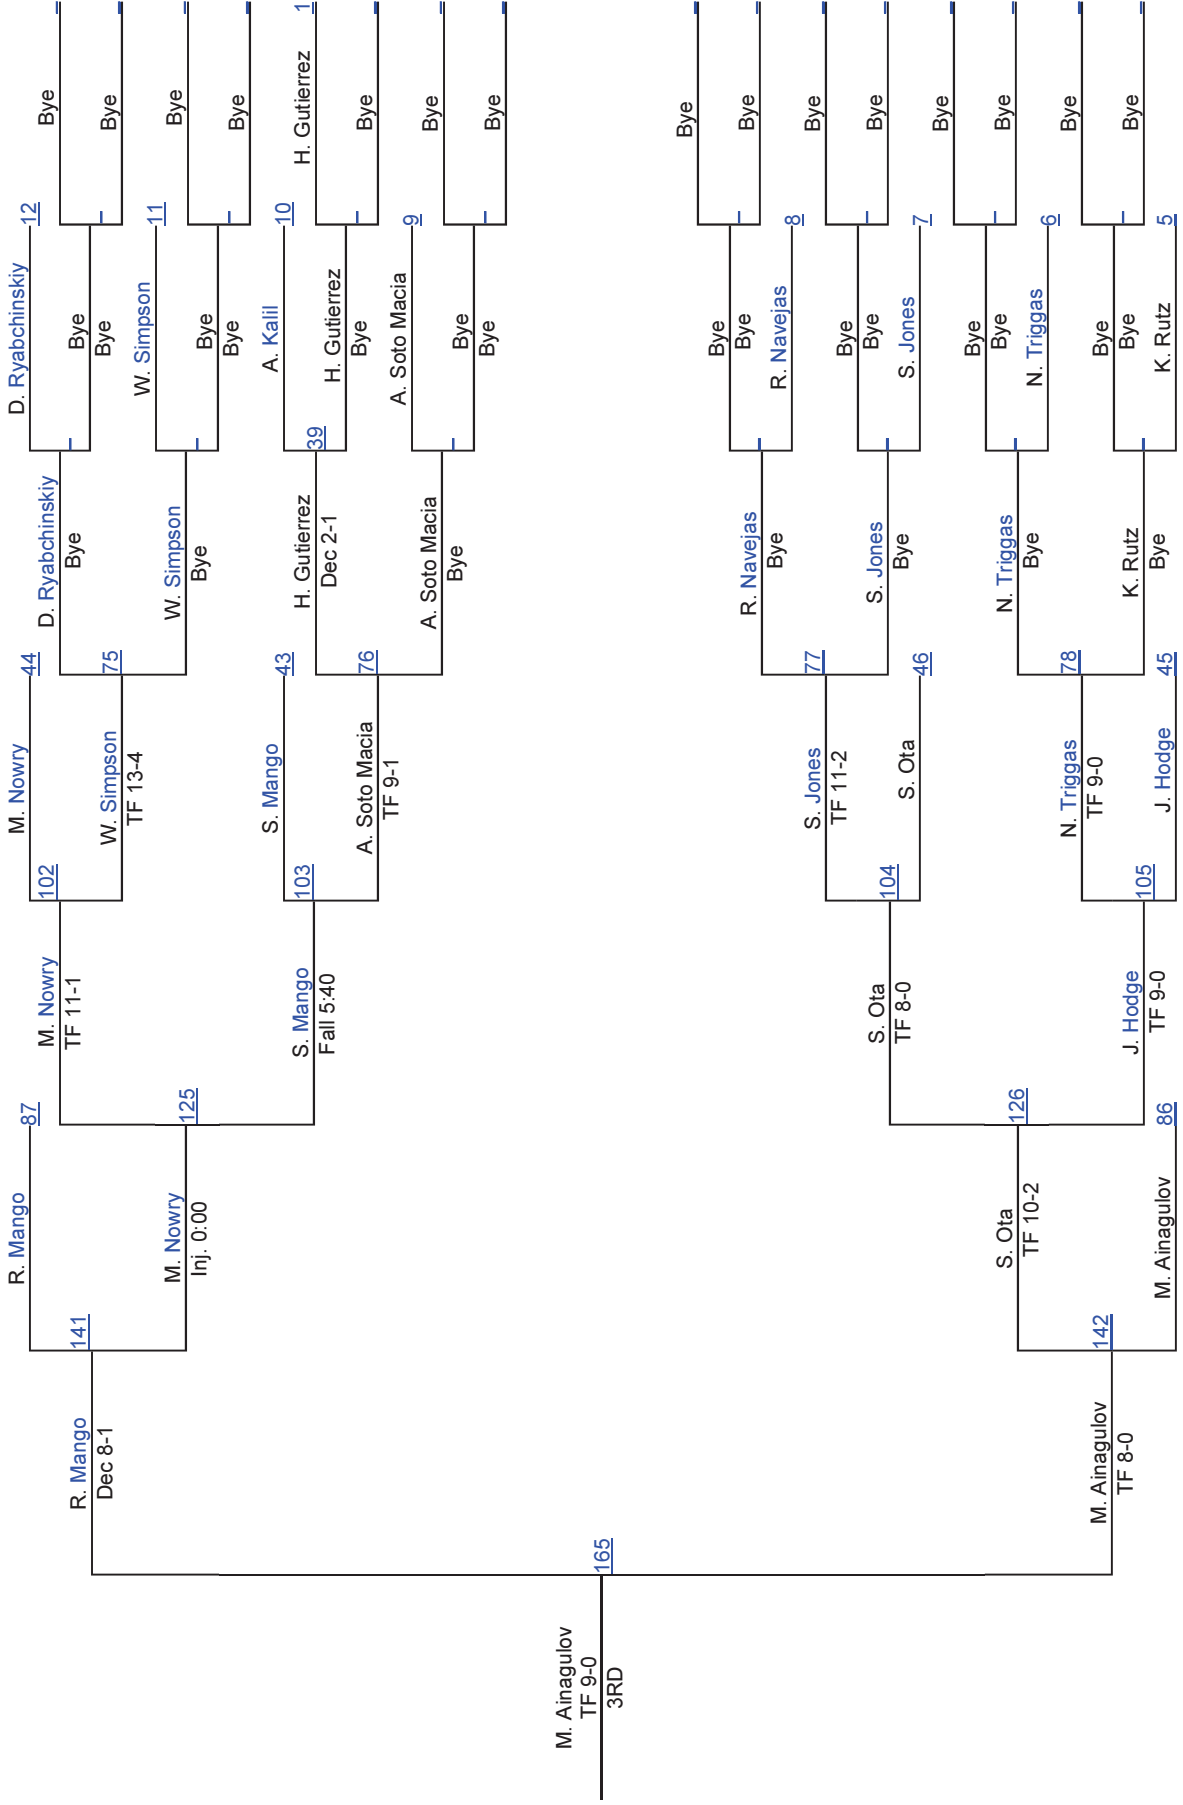 Bye
Bye
Bye
Bye
1
H. Gutierrez
Bye
Bye
Bye
Bye
Bye
Bye
Bye
Bye
Bye
Bye
Bye
12
D. Ryabchinskiy
Bye
Bye
11
W. Simpson
Bye
Bye
10
A. Kalil
39
H. Gutierrez
Bye
9
A. Soto Macia
Bye
Bye
Bye
Bye
8
R. Navejas
Bye
Bye
7
S. Jones
Bye
Bye
6
N. Triggas
Bye
Bye
5
K. Rutz
D. Ryabchinskiy
Bye
W. Simpson
Bye
H. Gutierrez
Dec 2-1
A. Soto Macia
Bye
R. Navejas
Bye
S. Jones
Bye
N. Triggas
Bye
K. Rutz
Bye
44
M. Nowry
75
W. Simpson
TF 13-4
43
S. Mango
76
A. Soto Macia
TF 9-1
77
S. Jones
TF 11-2
46
S. Ota
78
N. Triggas
TF 9-0
45
J. Hodge
102
M. Nowry
TF 11-1
103
S. Mango
Fall 5:40
104
S. Ota
TF 8-0
105
J. Hodge
TF 9-0
87
R. Mango
125
M. Nowry
Inj. 0:00
126
S. Ota
TF 10-2
86
M. Ainagulov
141
R. Mango
Dec 8-1
142
M. Ainagulov
TF 8-0
165
M. Ainagulov
TF 9-0
3RD